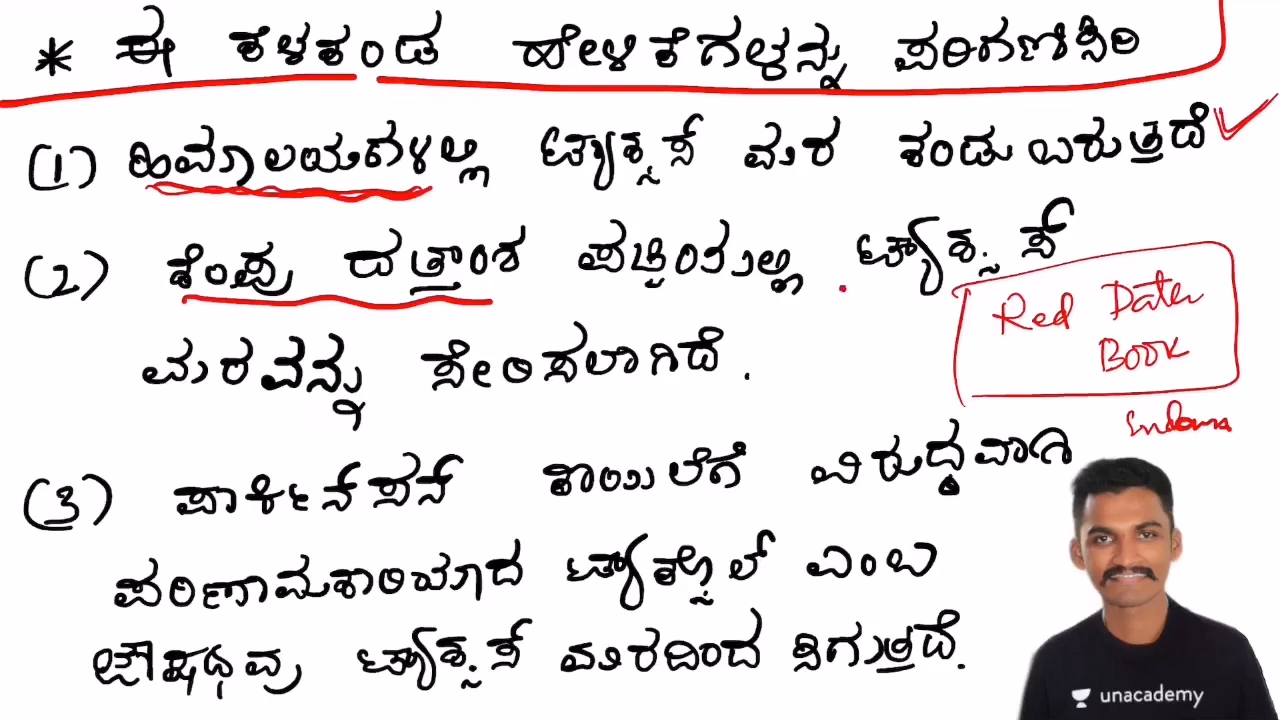 * ಈ ಕೆಳಕಂಡ ಹೇಳಿಕೆಗಳನ್ನು ಪರಿಗಣಿಸಿರಿ
(1) ಹಿಮಾಲಯಗಳಲ್ಲಿ ಟ್ಯಾಕ್ಸಸ್ ಮರ ಕಂಡುಬರುತ್ತದೆ
(2) ಕೆಂಪು ದತ್ತಾಂಶ ಪಟ್ಟಿಯಲ್ಲಿ ಟ್ಯಾಕ್ಸಸ್
Red Data
Book
ಮರವನ್ನು ಸೇರಿಸಲಾಗಿದೆ.
(3) ಪಾರ್ಕಿನ್ಸನ್ ಕಾಯಿಲೆಗೆ ವಿರುದ್ಧವಾಗಿ
ಪರಿಣಾಮಕಾರಿಯಾದ ಟ್ಯಾಕ್ಸೋಲ್ ಎಂಬ
ಔಷಧವು ಟ್ಯಾಕ್ಸಸ್ ಮರದಿಂದ ಸಿಗುತ್ತದೆ.
unacademy